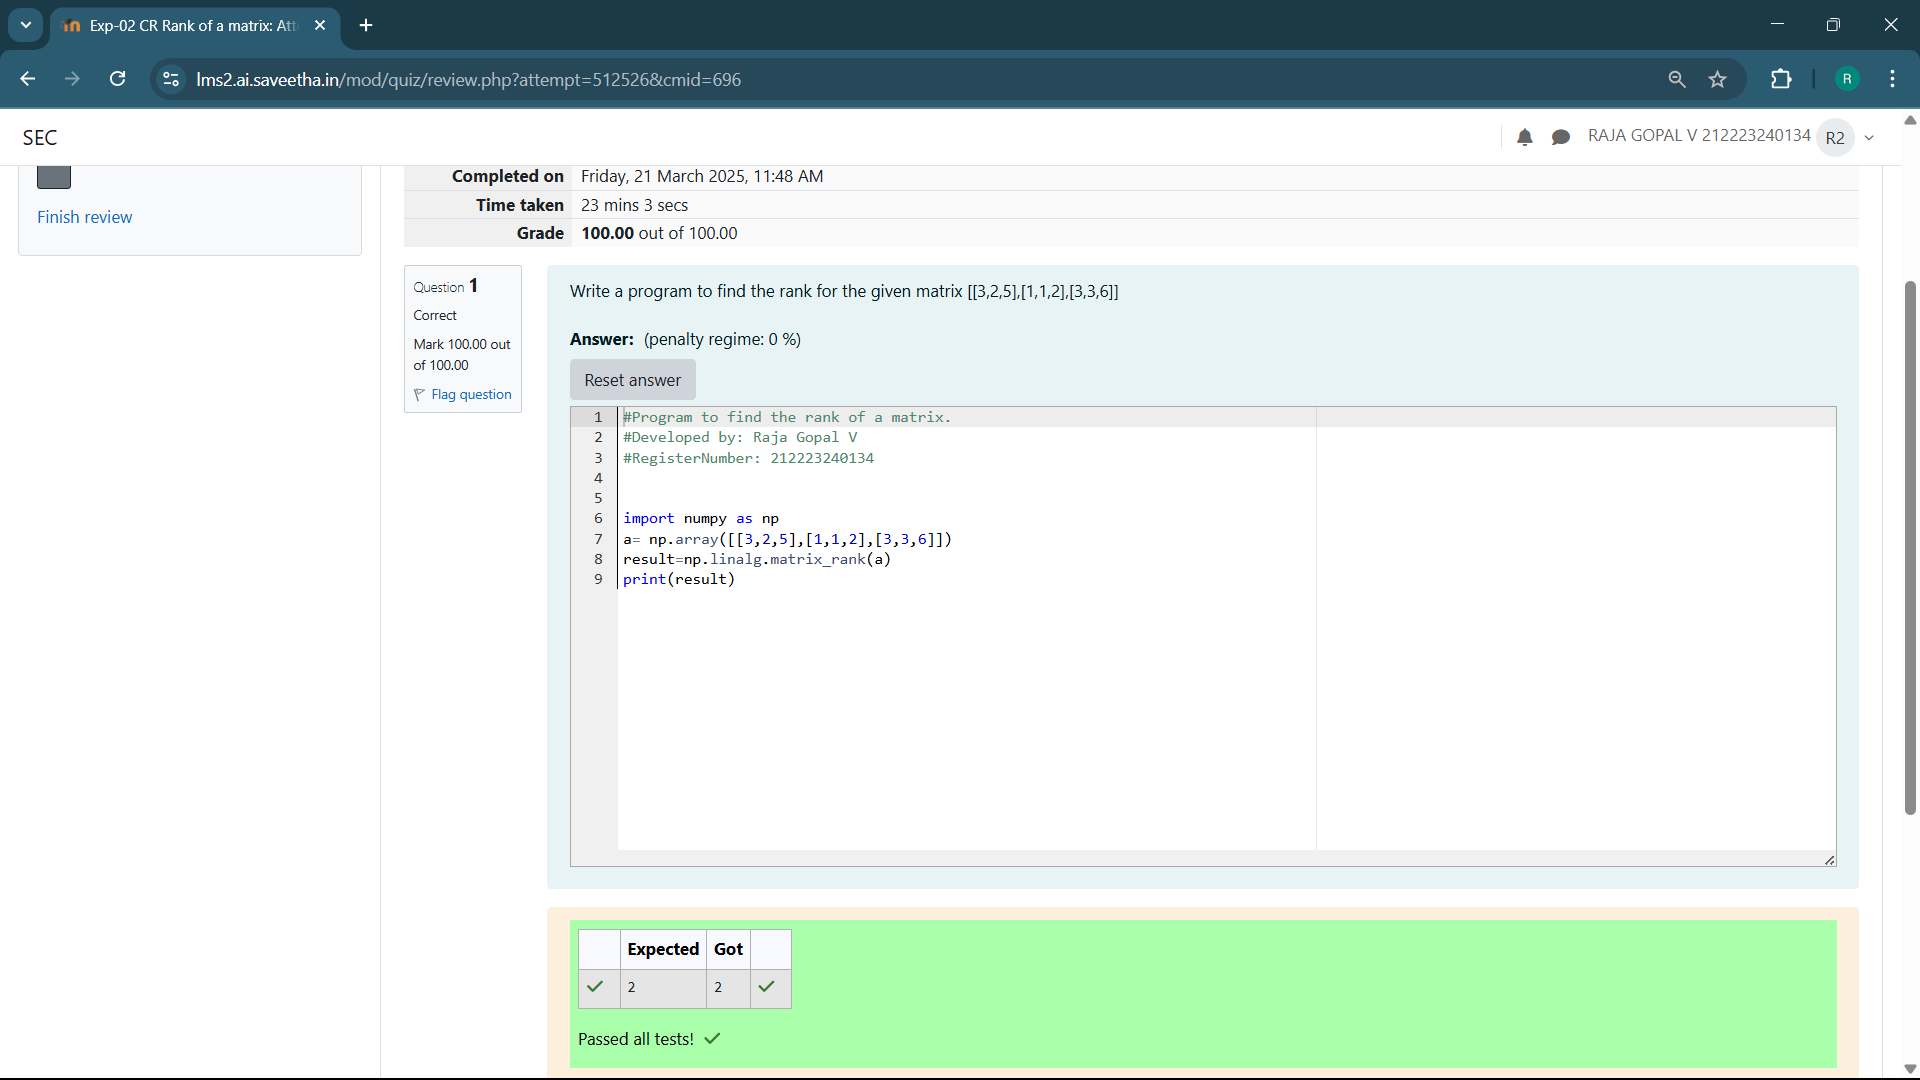 Exp-02 CR Rank of a matrix: Att
lms2.ai.saveetha.in/mod/quiz/review.php?attempt=512526&cmid=696
R
SEC
RAJA GOPAL V 212223240134
R2
Finish review
Completed on Friday, 21 March 2025, 11:48 AM
Time taken 23 mins 3 secs
Grade 100.00 out of 100.00
Question 1
Correct
Mark 100.00 out
of 100.00
Flag question
Write a program to find the rank for the given matrix [[3,2,5],[1,1,2],[3,3,6]]
Answer: (penalty regime: 0 %)
Reset answer
1 #Program to find the rank of a matrix.
2 #Developed by: Raja Gopal V
3 #RegisterNumber: 212223240134
4
5
6 import numpy as np
7 a= np.array([[3,2,5],[1,1,2],[3,3,6]])
8 result=np.linalg.matrix_rank(a)
9 print(result)
Expected Got
2 2
Passed all tests!